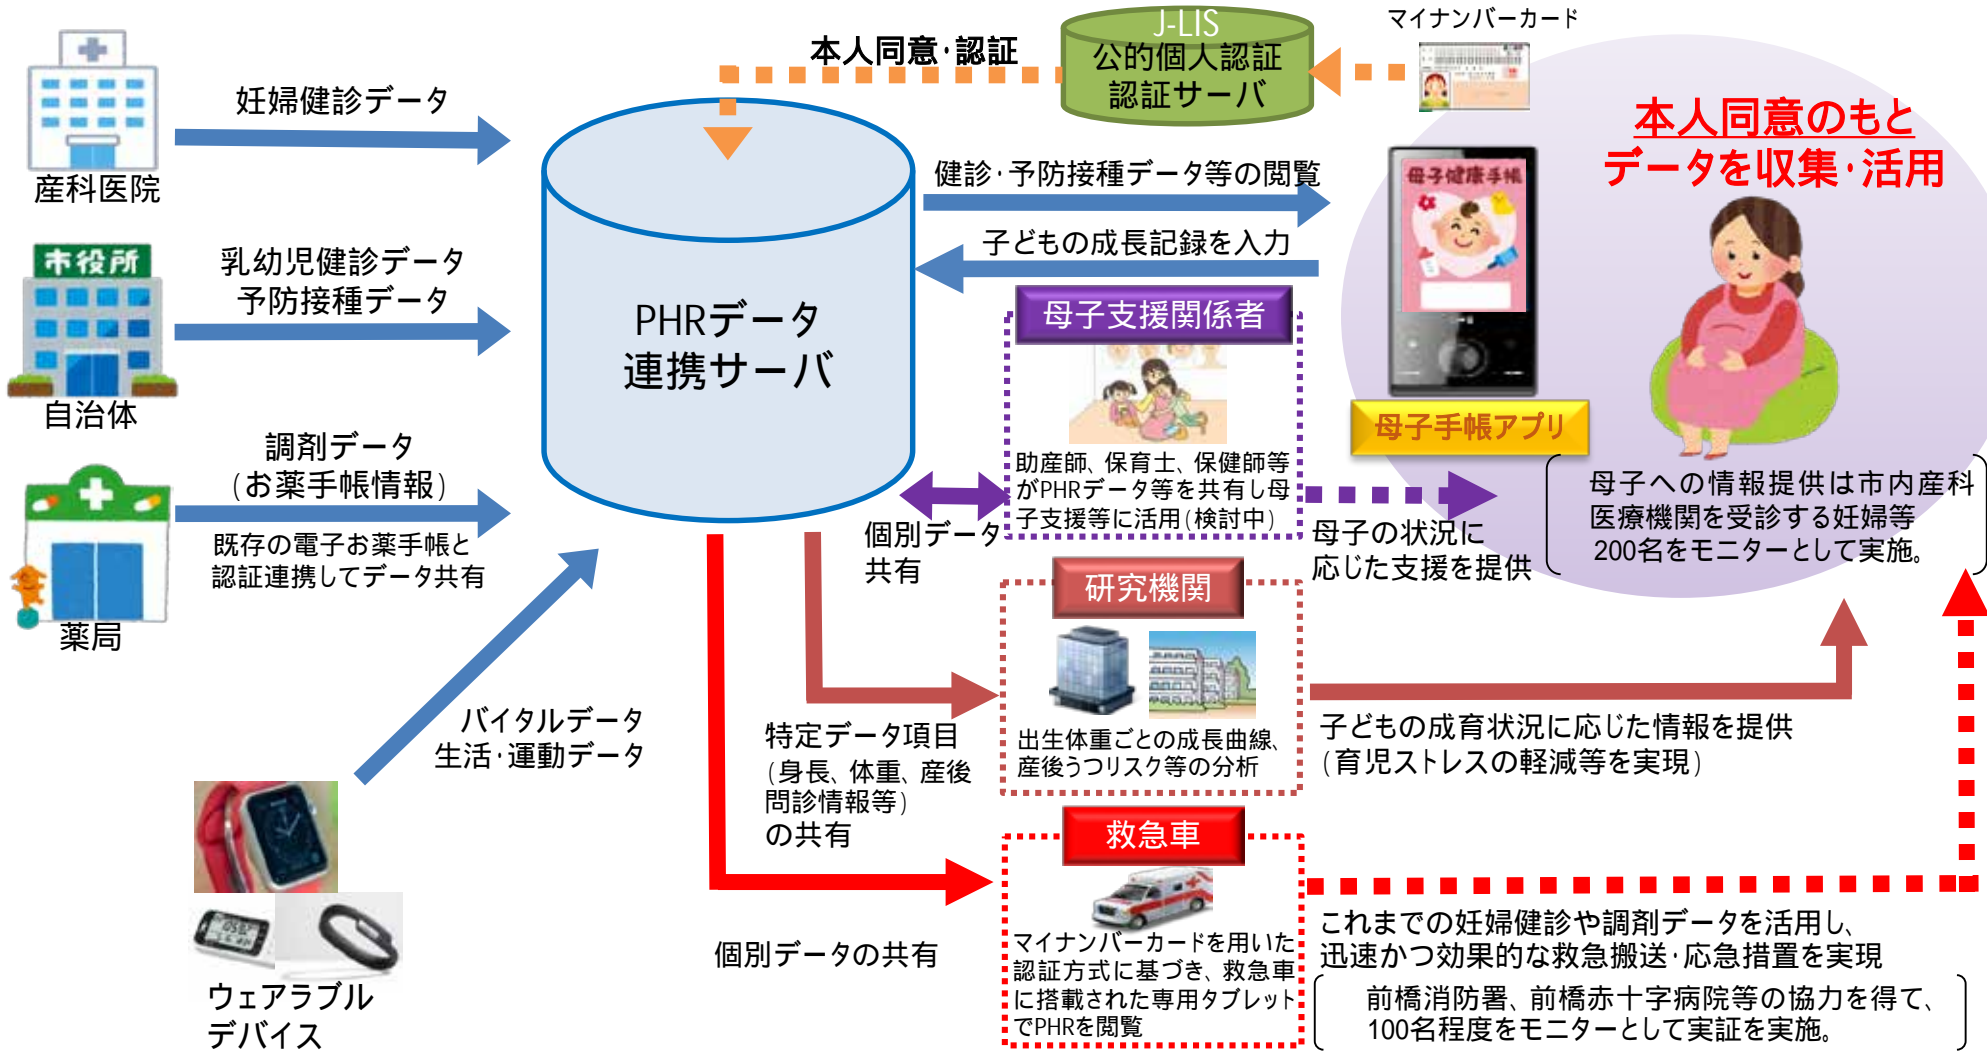 J-LIS
公的個人認証
認証サーバ
マイナンバーカード
本人同意・認証
本人同意のもと
データを収集・活用
産科医院
妊婦健診データ
市役所
自治体
乳幼児健診データ
予防接種データ
薬局
調剤データ
(お薬手帳情報)
既存の電子お薬手帳と
認証連携してデータ共有
バイタルデータ
生活・運動データ
ウェアラブル
デバイス
PHRデータ
連携サーバ
健診・予防接種データ等の閲覧
子どもの成長記録を入力
母子健康手帳
母子手帳アプリ
母子支援関係者
助産師、保育士、保健師等
がPHRデータ等を共有し母
子支援等に活用(検討中)
個別データ
共有
母子の状況に
応じた支援を提供
母子への情報提供は市内産科
医療機関を受診する妊婦等
200名をモニターとして実施。
研究機関
出生体重ごとの成長曲線、
産後うつリスク等の分析
特定データ項目
(身長、体重、産後
問診情報等)
の共有
子どもの成育状況に応じた情報を提供
(育児ストレスの軽減等を実現)
救急車
マイナンバーカードを用いた
認証方式に基づき、救急車
に搭載された専用タブレット
でPHRを閲覧
個別データの共有
これまでの妊婦健診や調剤データを活用し、
迅速かつ効果的な救急搬送・応急措置を実現
前橋消防署、前橋赤十字病院等の協力を得て、
100名程度をモニターとして実証を実施。